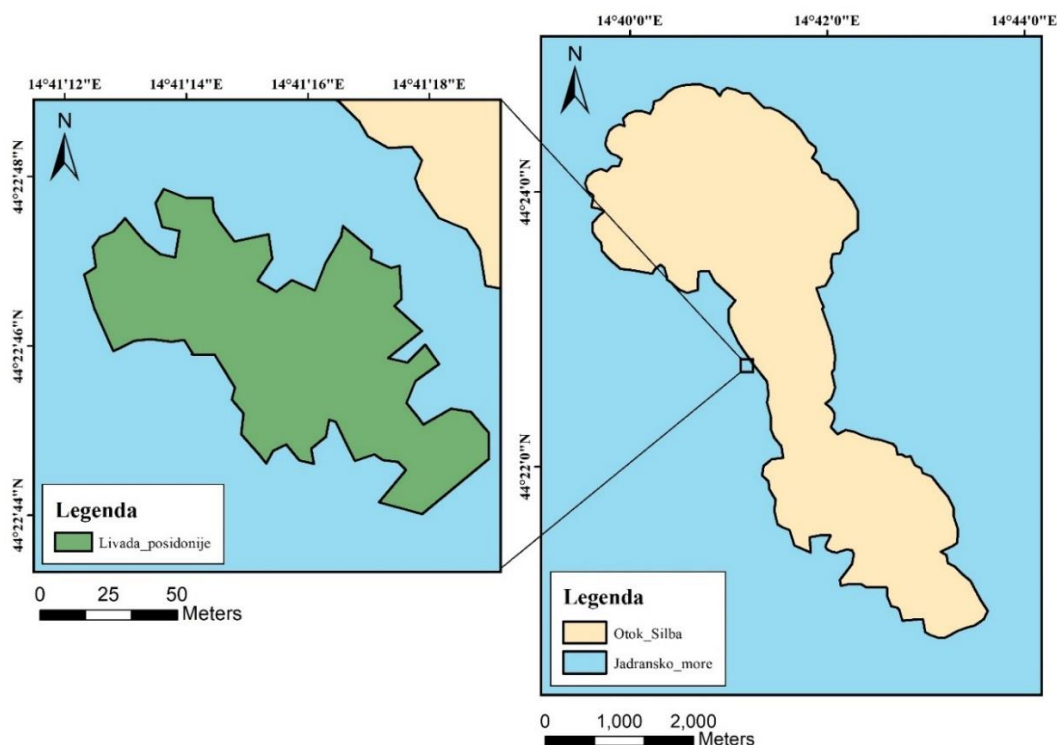 14°41'12"E 14°41'14"E 14°41'16"E 14°41'18"E
N
44°22'48"N
44°22'46"N
44°22'44"N
Legenda
Livada_posidonije
0 25 50
Meters
14°40'0"E 14°42'0"E 14°44'0"E
N
44°24'0"N
44°22'0"N
Legenda
Otok_Silba
Jadransko_more
0 1,000 2,000
Meters